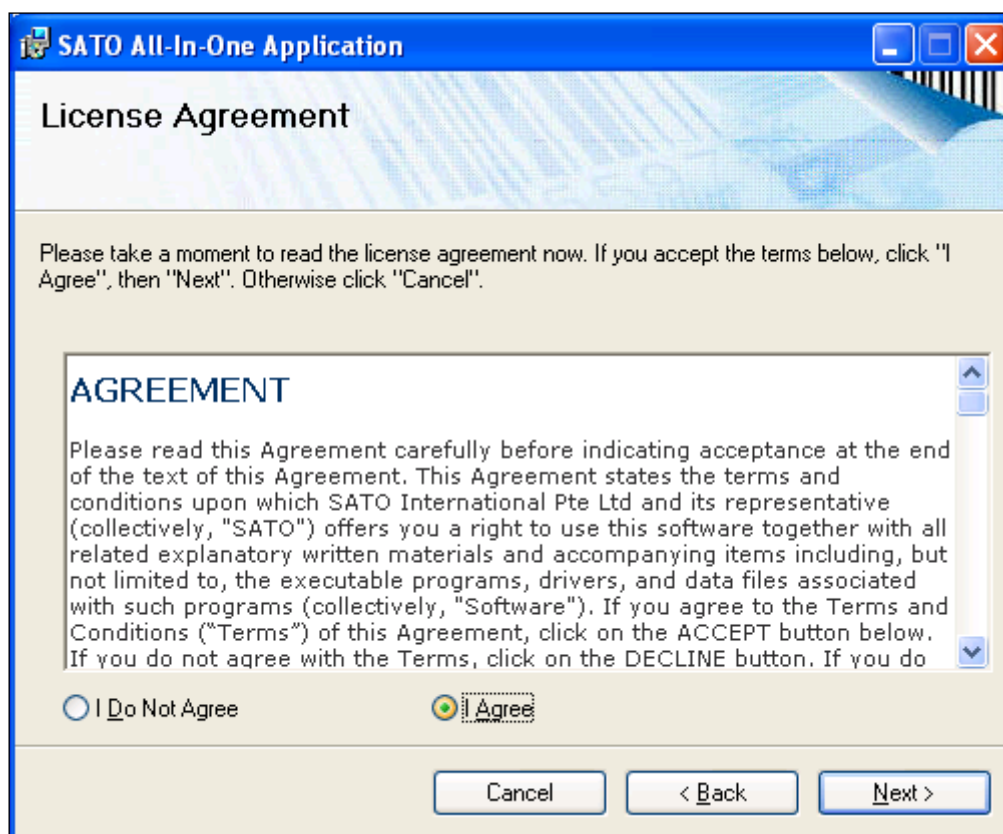 SATO All-In-One Application
License Agreement
Please take a moment to read the license agreement now. If you accept the terms below, click "I
Agree", then "Next". Otherwise click "Cancel".
AGREEMENT
Please read this Agreement carefully before indicating acceptance at the end
of the text of this Agreement. This Agreement states the terms and
conditions upon which SATO International Pte Ltd and its representative
(collectively, "SATO") offers you a right to use this software together with all
related explanatory written materials and accompanying items including, but
not limited to, the executable programs, drivers, and data files associated
with such programs (collectively, "Software"). If you agree to the Terms and
Conditions (“Terms”) of this Agreement, click on the ACCEPT button below.
If you do not agree with the Terms, click on the DECLINE button. If you do
I Do Not Agree
I Agree
Cancel
< Back
Next >